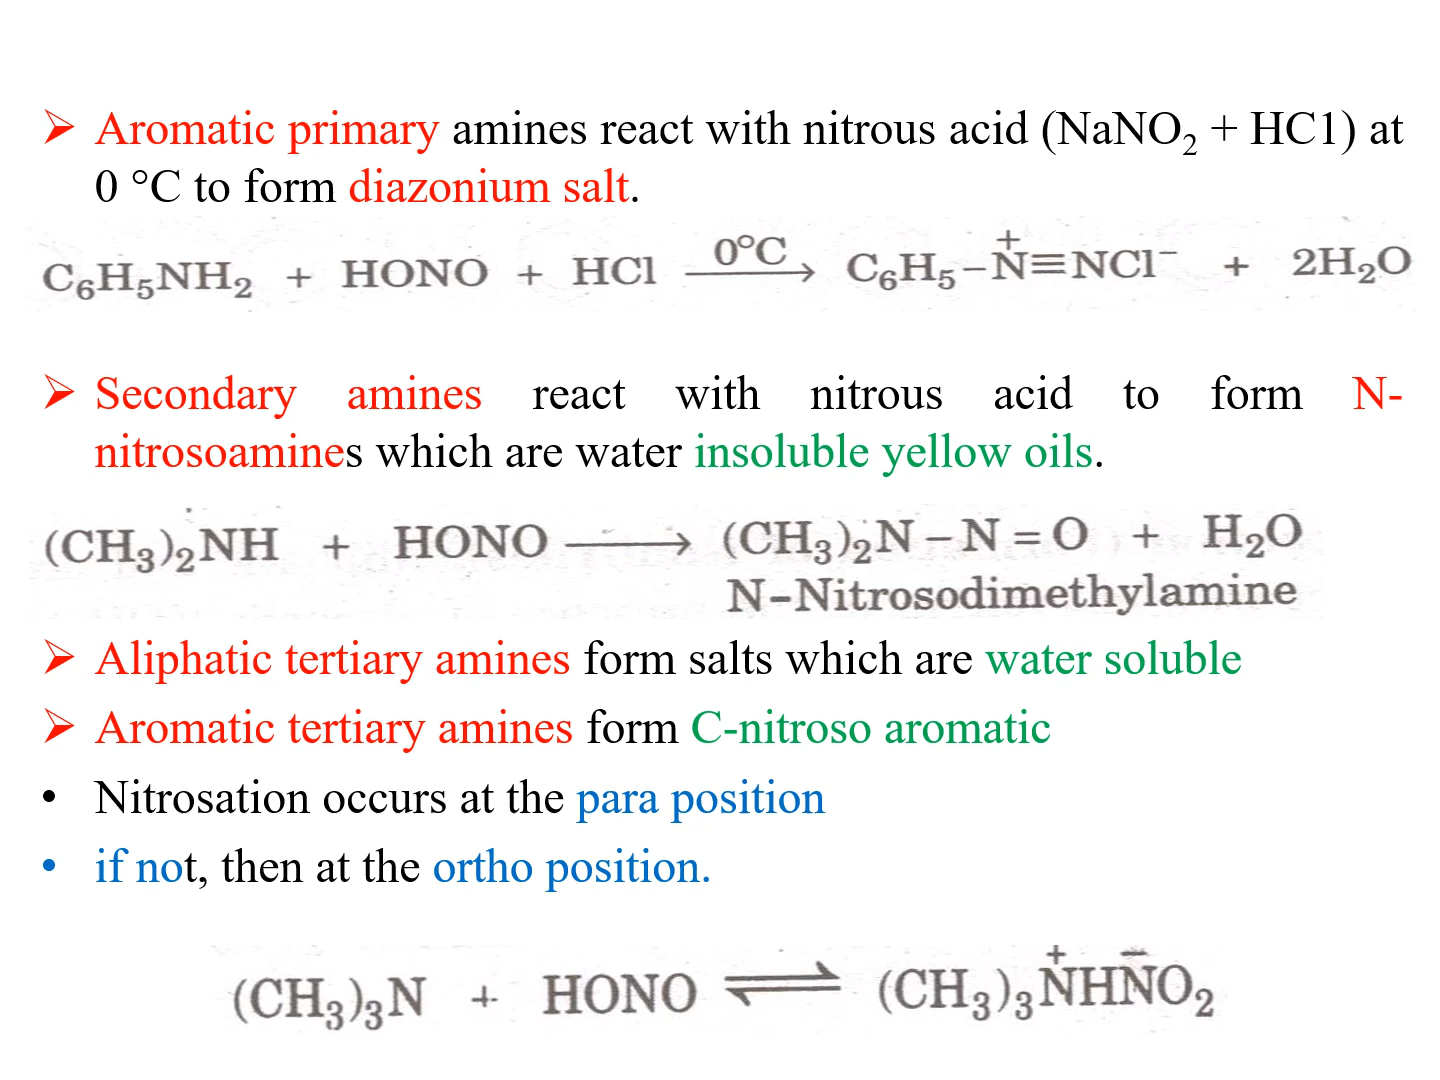 ➢ Aromatic primary amines react with nitrous acid (NaNO₂ + HC1) at
0 °C to form diazonium salt.
C₆H₅NH₂ + HONO + HCl ⟶ 0°C C₆H₅–N⁺≡NCl⁻ + 2H₂O
➢ Secondary amines react with nitrous acid to form N-
nitrosoamines which are water insoluble yellow oils.
(CH₃)₂NH + HONO ⟶ (CH₃)₂N–N=O + H₂O
N–Nitrosodimethylamine
➢ Aliphatic tertiary amines form salts which are water soluble
➢ Aromatic tertiary amines form C-nitroso aromatic
• Nitrosation occurs at the para position
• if not, then at the ortho position.
(CH₃)₃N + HONO ⇌ (CH₃)₃N⁺HN⁻O₂